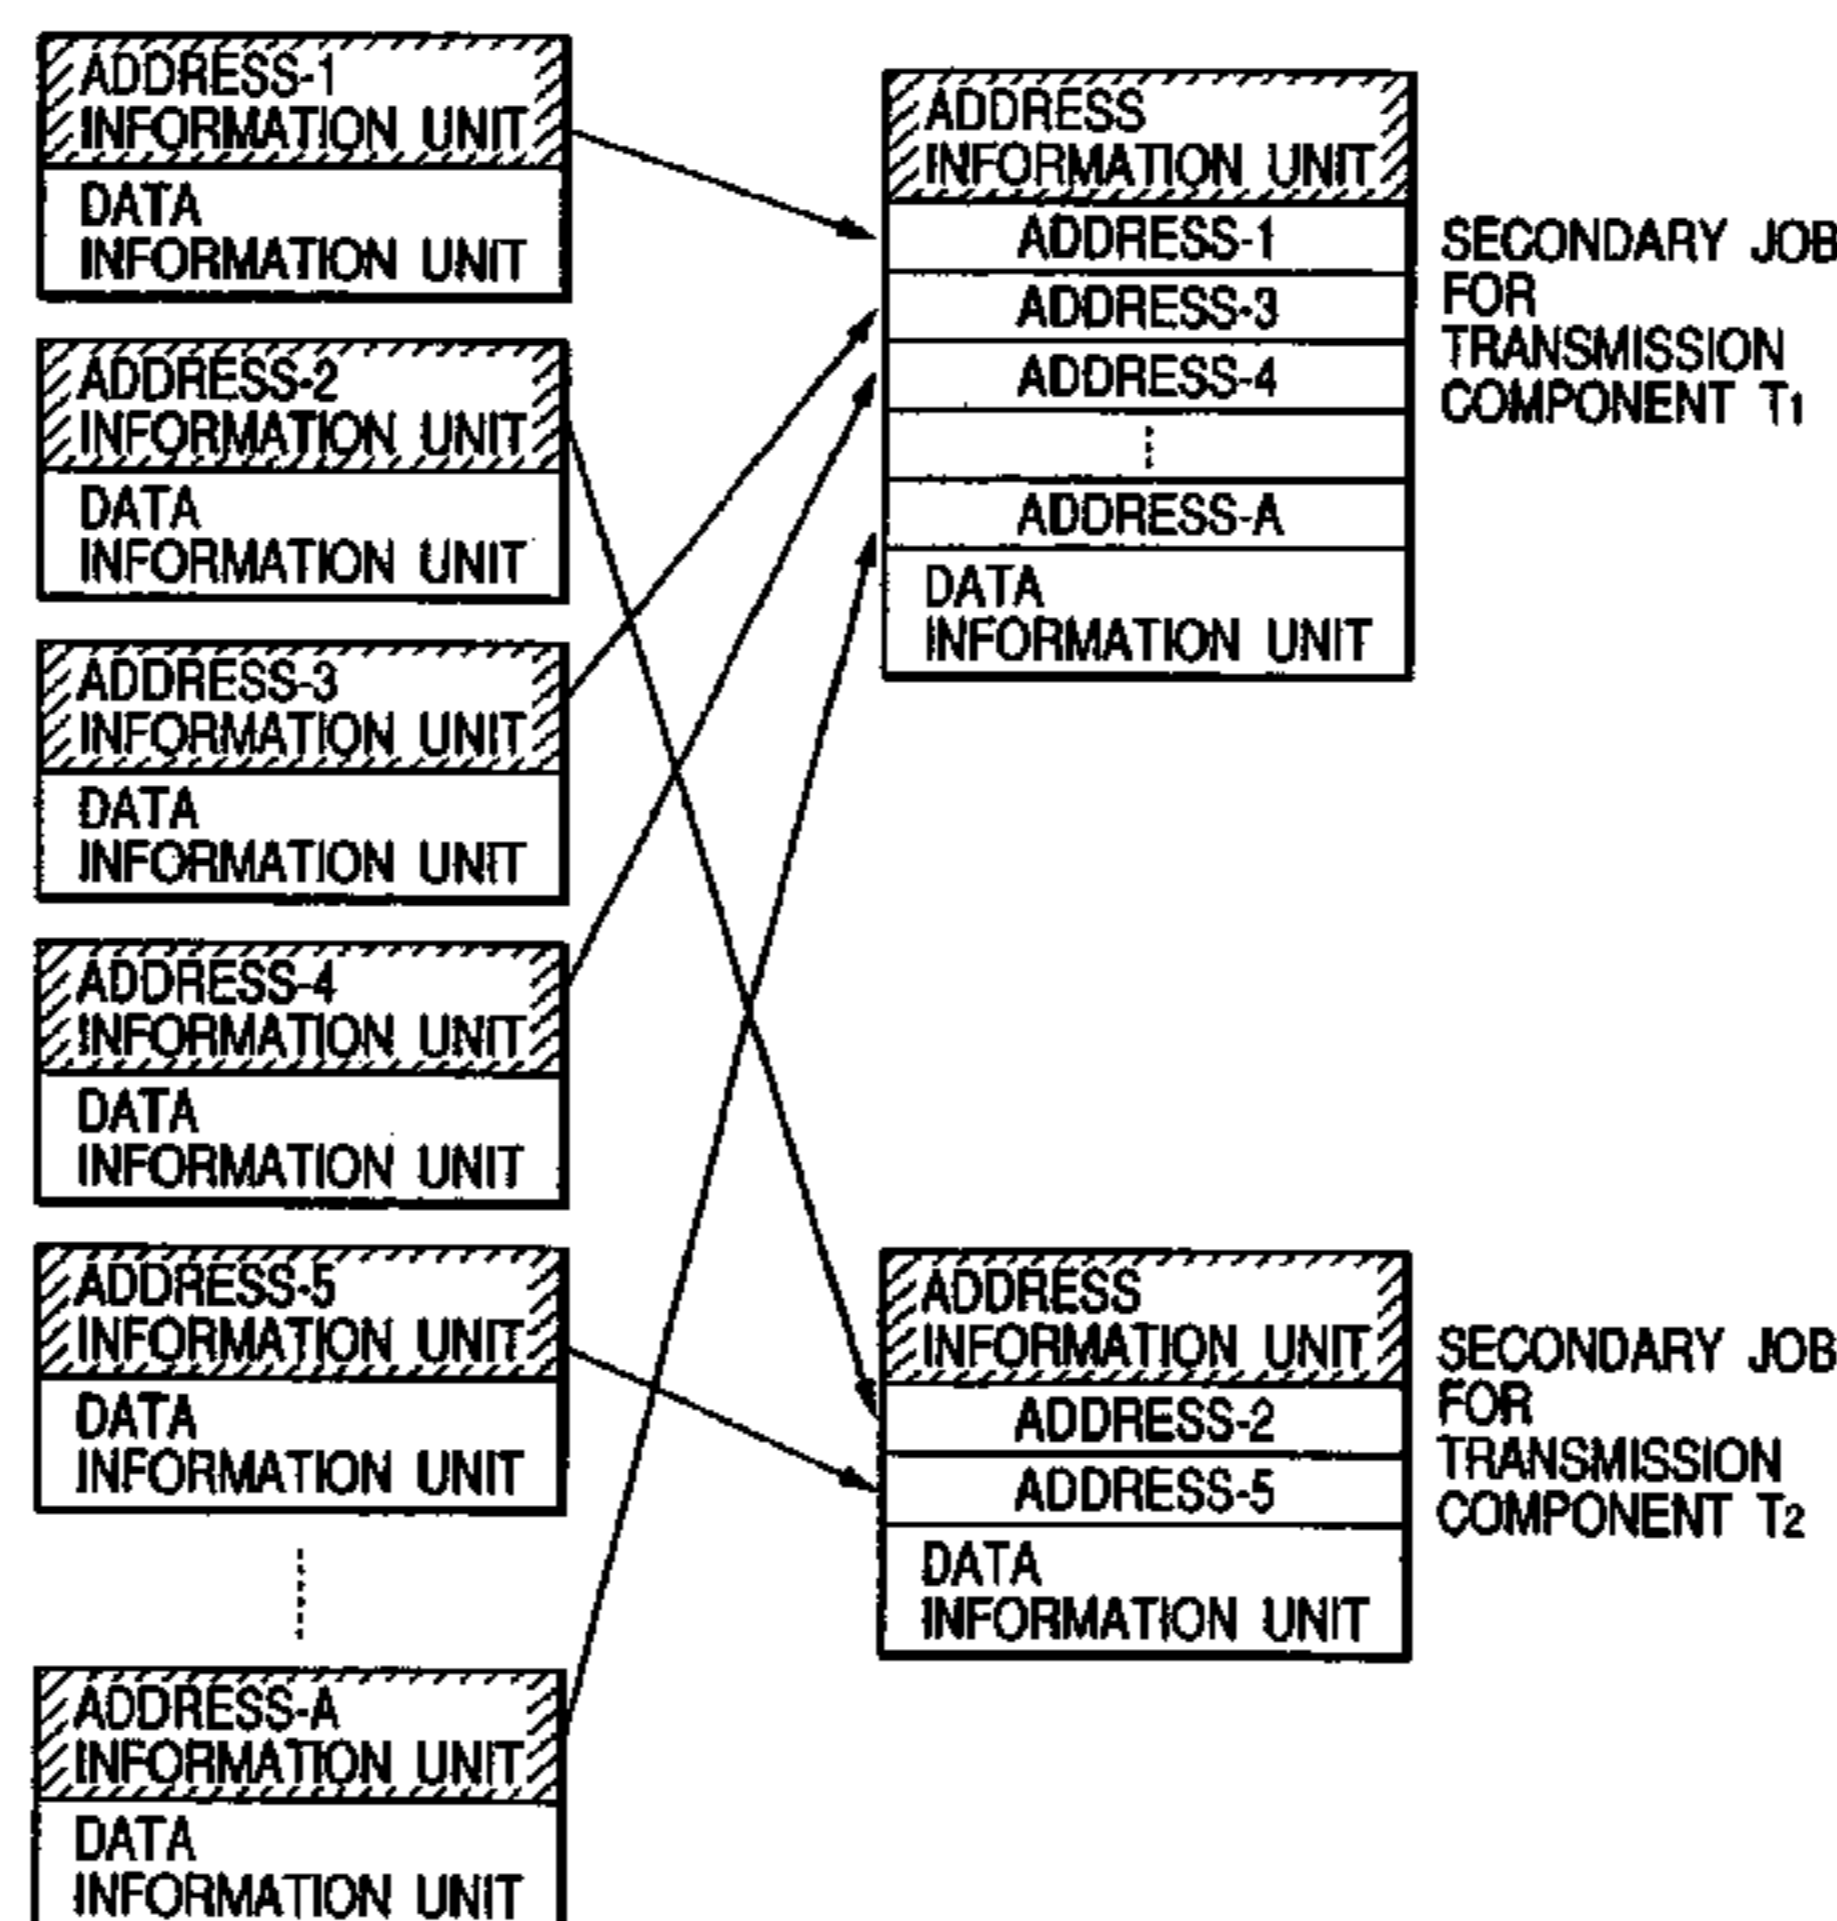 ADDRESS-1
INFORMATION UNIT
DATA
INFORMATION UNIT
ADDRESS-2
INFORMATION UNIT
DATA
INFORMATION UNIT
ADDRESS-3
INFORMATION UNIT
DATA
INFORMATION UNIT
ADDRESS-4
INFORMATION UNIT
DATA
INFORMATION UNIT
ADDRESS-5
INFORMATION UNIT
DATA
INFORMATION UNIT
ADDRESS-A
INFORMATION UNIT
DATA
INFORMATION UNIT
ADDRESS
INFORMATION UNIT
ADDRESS-1
ADDRESS-3
ADDRESS-4
ADDRESS-A
DATA
INFORMATION UNIT
SECONDARY JOB
FOR
TRANSMISSION
COMPONENT T1
ADDRESS
INFORMATION UNIT
ADDRESS-2
ADDRESS-5
DATA
INFORMATION UNIT
SECONDARY JOB
FOR
TRANSMISSION
COMPONENT T2